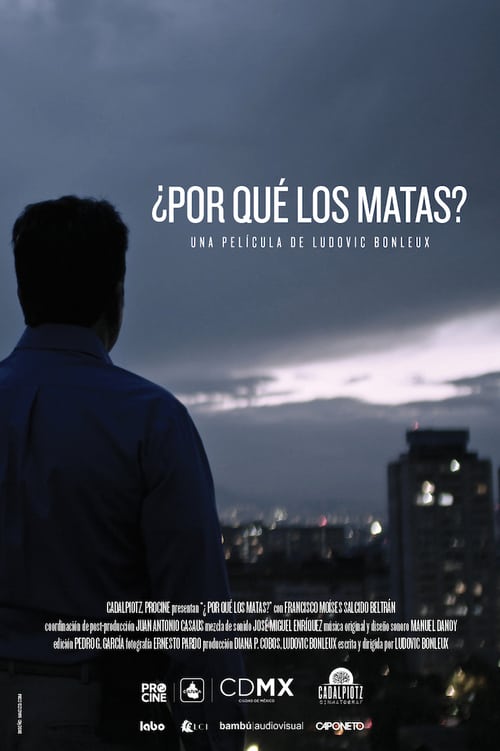 ¿POR QUÉ LOS MATAS?
UNA PELÍCULA DE LUDOVIC BONLEUX
CADALPIOTZ, PROCINE presentan "¿ POR QUÉ LOS MATAS?" con FRANCISCO MOÍSES SALCIDO BELTRÁN
coordinación de post-producción JUAN ANTONIO CASAUS mezcla de sonido JOSÉ MIGUEL ENRÍQUEZ música original y diseño sonoro MANUEL DANOY
edición PEDRO G. GARCÍA fotografía ERNESTO PARDO producción DIANA P. COBOS, LUDOVIC BONLEUX escrita y dirigida por LUDOVIC BONLEUX
PRO
CINE
CDMX
CIUDAD DE MÉXICO
CADALPIOTZ
CINEMATOGRAF
labo
LCI
bambú|audiovisual
CAPONETO